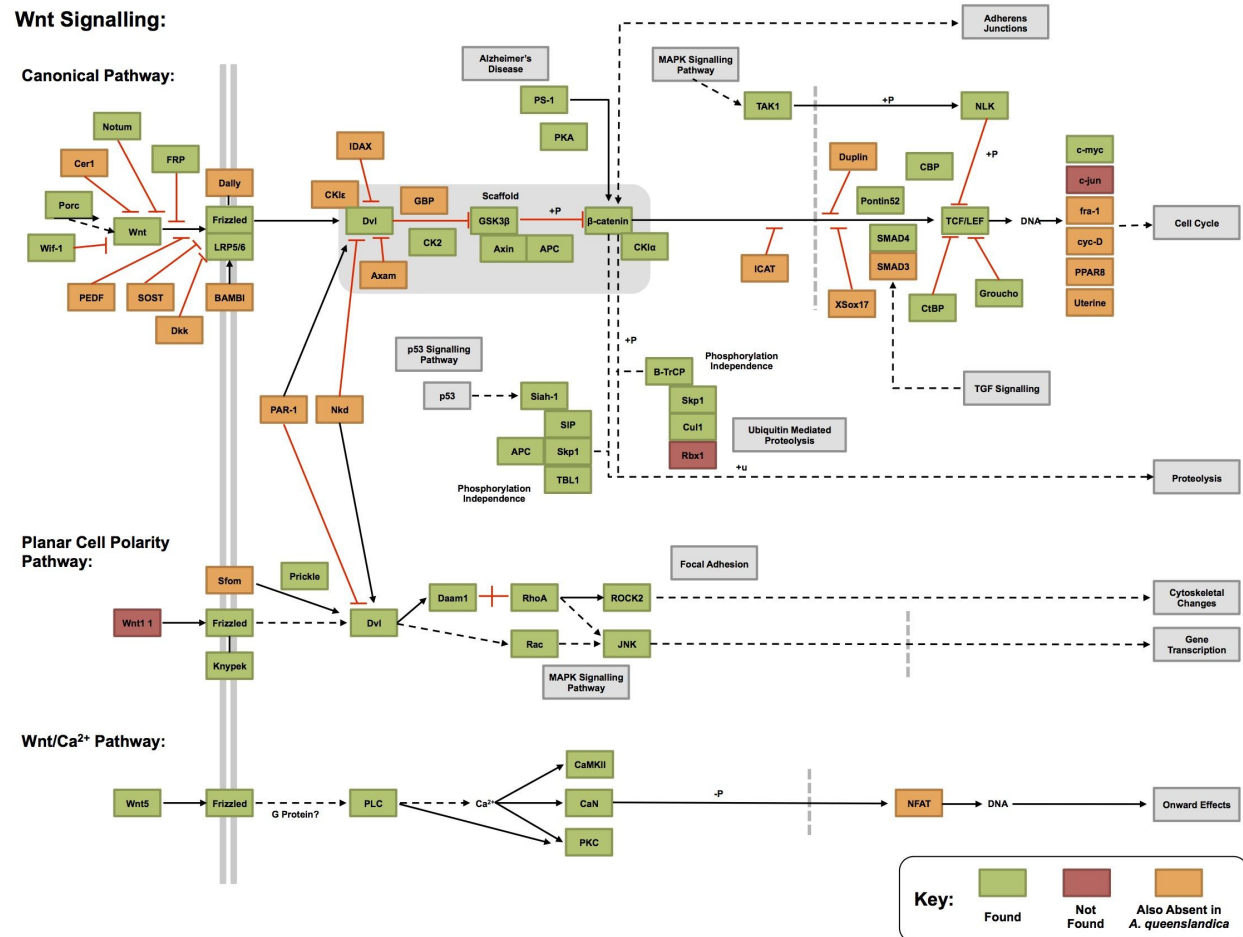 Wnt Signalling:
Canonical Pathway:
Adherens
Junctions
Alzheimer's
Disease
MAPK Signalling
Pathway
PS-1
PKA
TAK1
+P
NLK
+P
Notum
Cer1
FRP
Dally
Porc
Wnt
Frizzled
LRP5/6
Wif-1
PEDF
SOST
BAMBI
Dkk
IDAX
CKIε
GBP
Scaffold
Dvl
GSK3β
+P
β-catenin
CK2
Axin
APC
CKIα
Axam
Duplin
CBP
Pontin52
TCF/LEF
DNA
SMAD4
SMAD3
ICAT
XSox17
CtBP
Groucho
c-myc
c-jun
fra-1
cyc-D
PPAR8
Uterine
Cell Cycle
TGF Signalling
p53 Signalling
Pathway
p53
Siah-1
SIP
APC
Skp1
TBL1
Phosphorylation
Independence
+P
B-TrCP
Phosphorylation
Independence
Skp1
Cul1
Rbx1
Ubiquitin Mediated
Proteolysis
+u
Proteolysis
PAR-1
Nkd
Planar Cell Polarity
Pathway:
Sfom
Prickle
Wnt1 1
Frizzled
Knypek
Dvl
Daam1
RhoA
ROCK2
Focal Adhesion
Rac
JNK
MAPK Signalling
Pathway
Cytoskeletal
Changes
Gene
Transcription
Wnt/Ca2+ Pathway:
Wnt5
Frizzled
G Protein?
PLC
Ca2+
CaMKII
CaN
PKC
-P
NFAT
DNA
Onward Effects
Key:
Found
Not
Found
Also Absent in
A. queenslandica